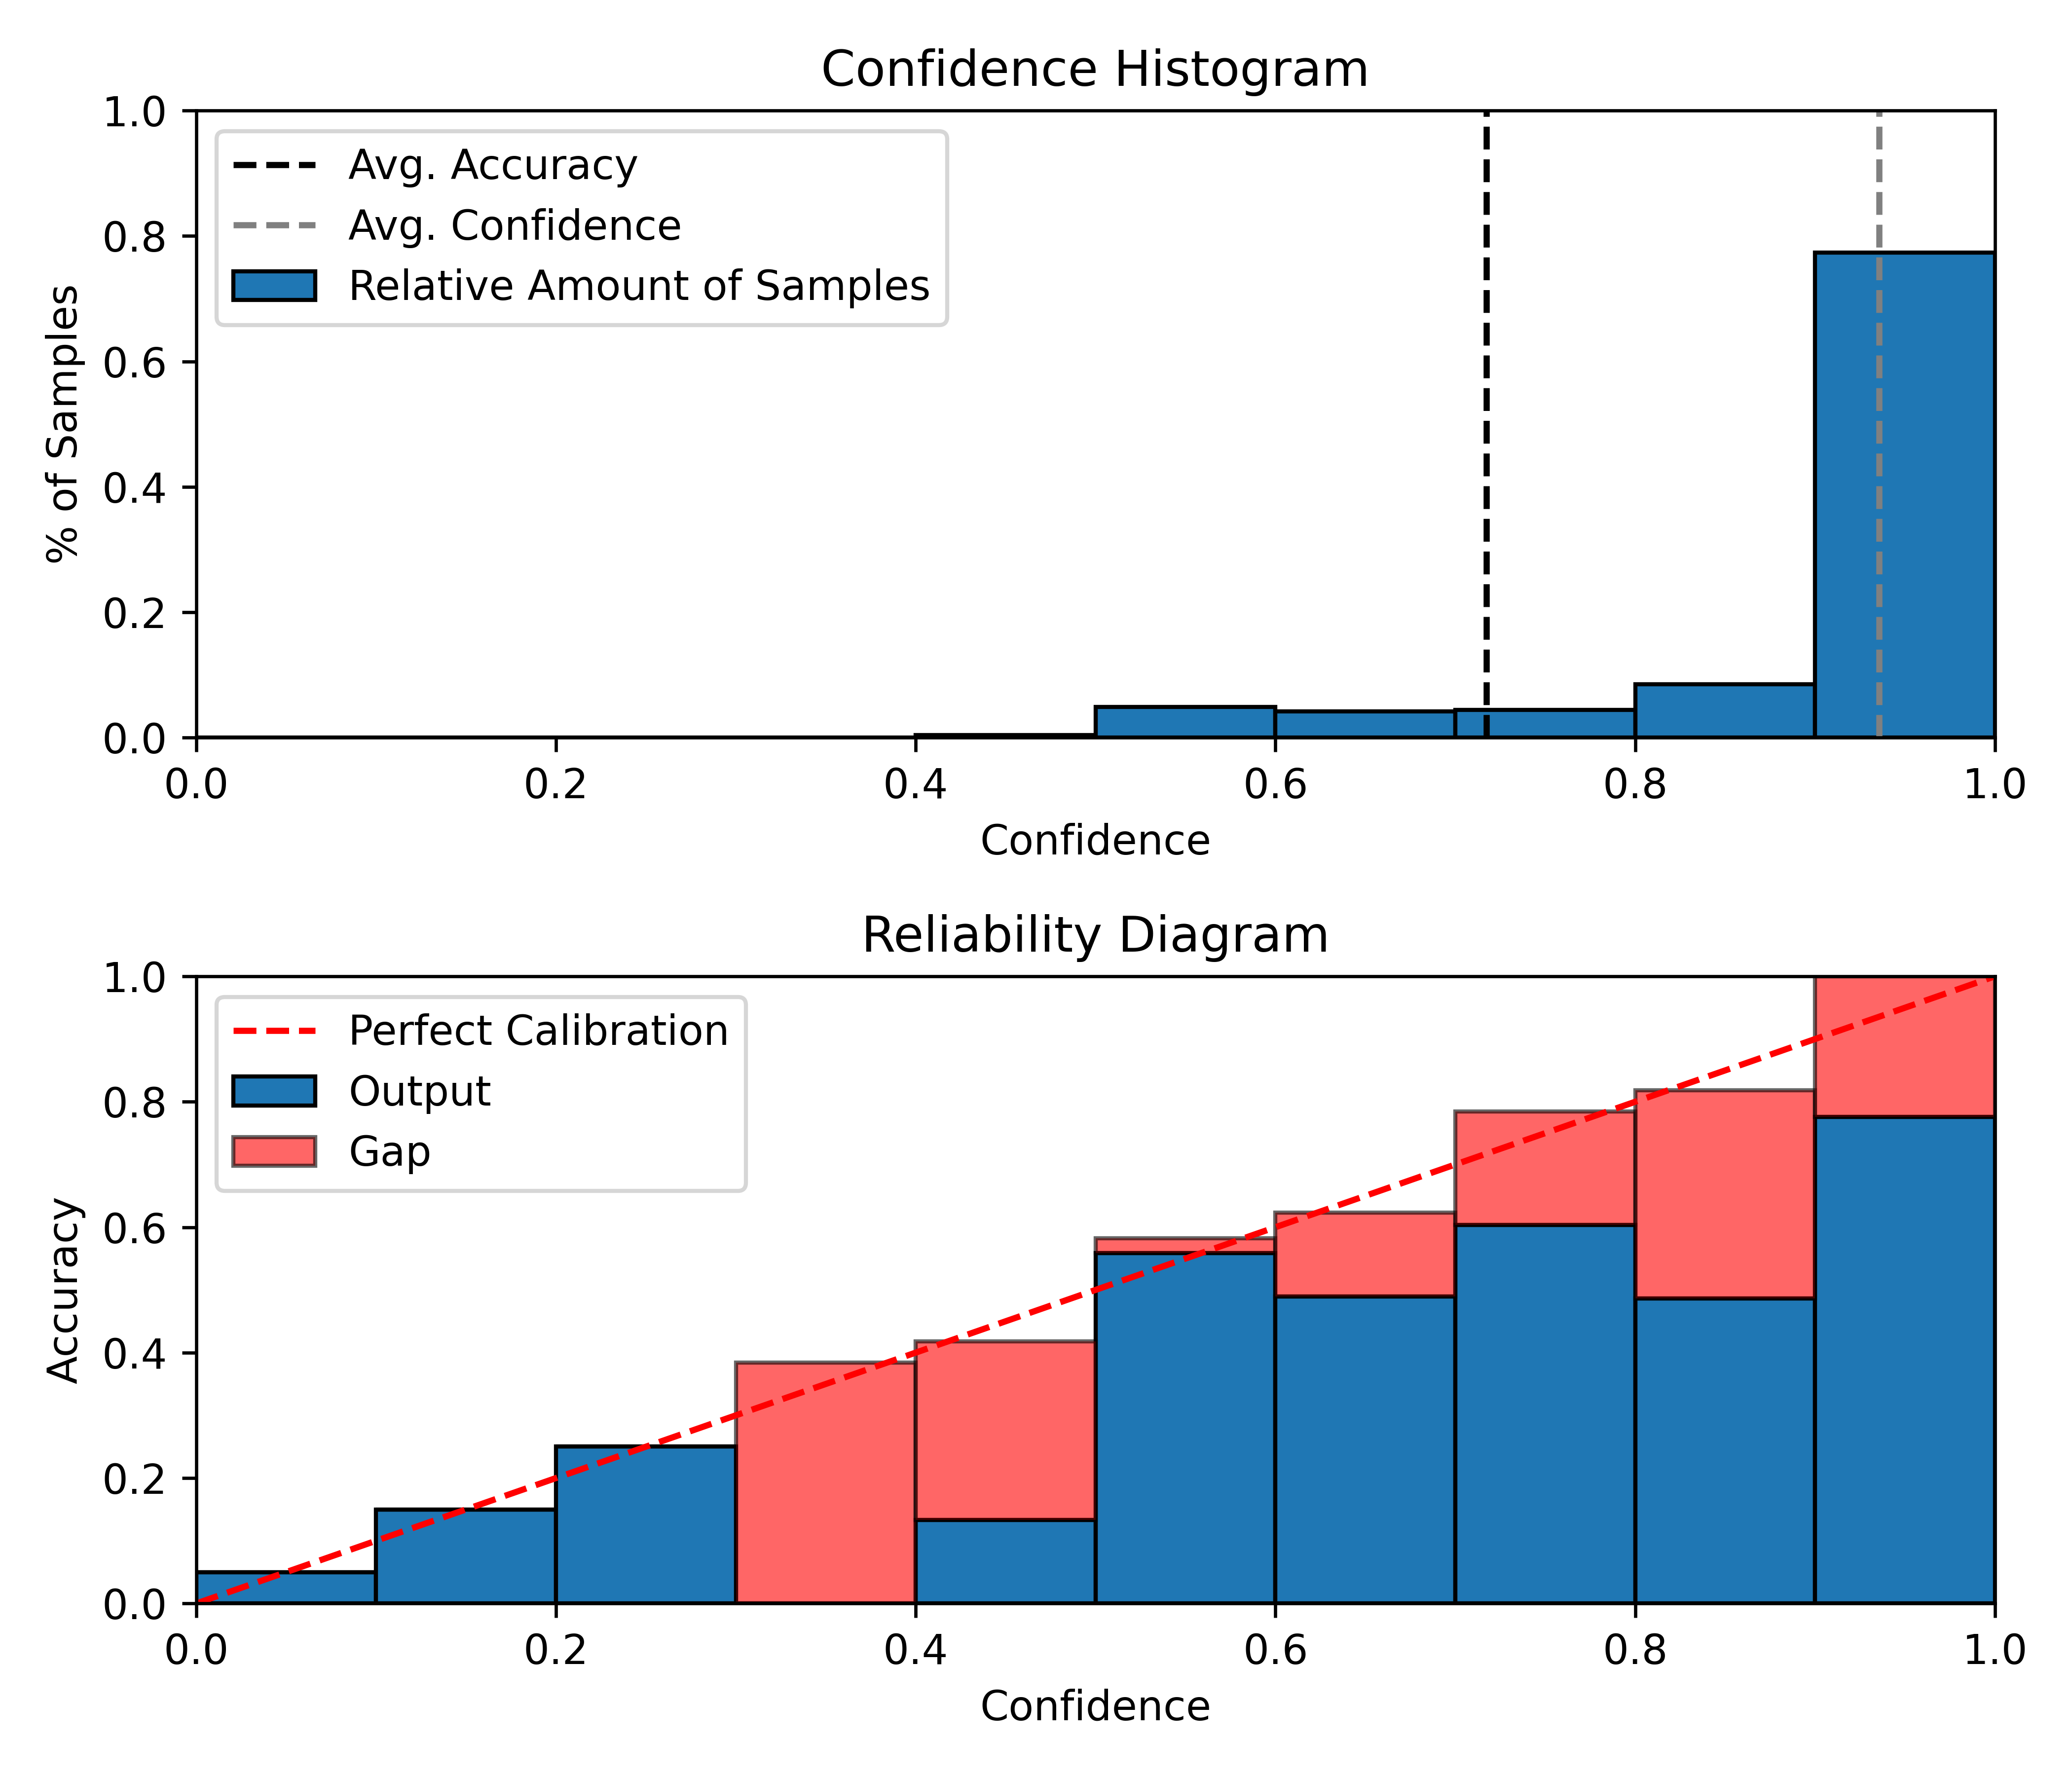 Confidence Histogram
1.0
0.8
0.6
0.4
0.2
0.0
% of Samples
Avg. Accuracy
Avg. Confidence
Relative Amount of Samples
0.0 0.2 0.4 0.6 0.8 1.0
Confidence
Reliability Diagram
1.0
0.8
0.6
0.4
0.2
0.0
Accuracy
Perfect Calibration
Output
Gap
0.0 0.2 0.4 0.6 0.8 1.0
Confidence